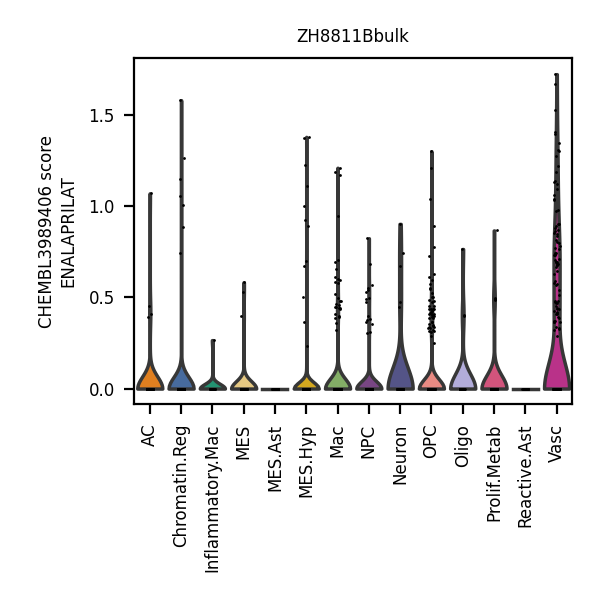 ZH8811Bbulk
CHEMBL3989406 score
ENALAPRILAT
1.5
1.0
0.5
0.0
AC
Chromatin.Reg
Inflammatory.Mac
MES
MES.Ast
MES.Hyp
Mac
NPC
Neuron
OPC
Oligo
Prolif.Metab
Reactive.Ast
Vasc